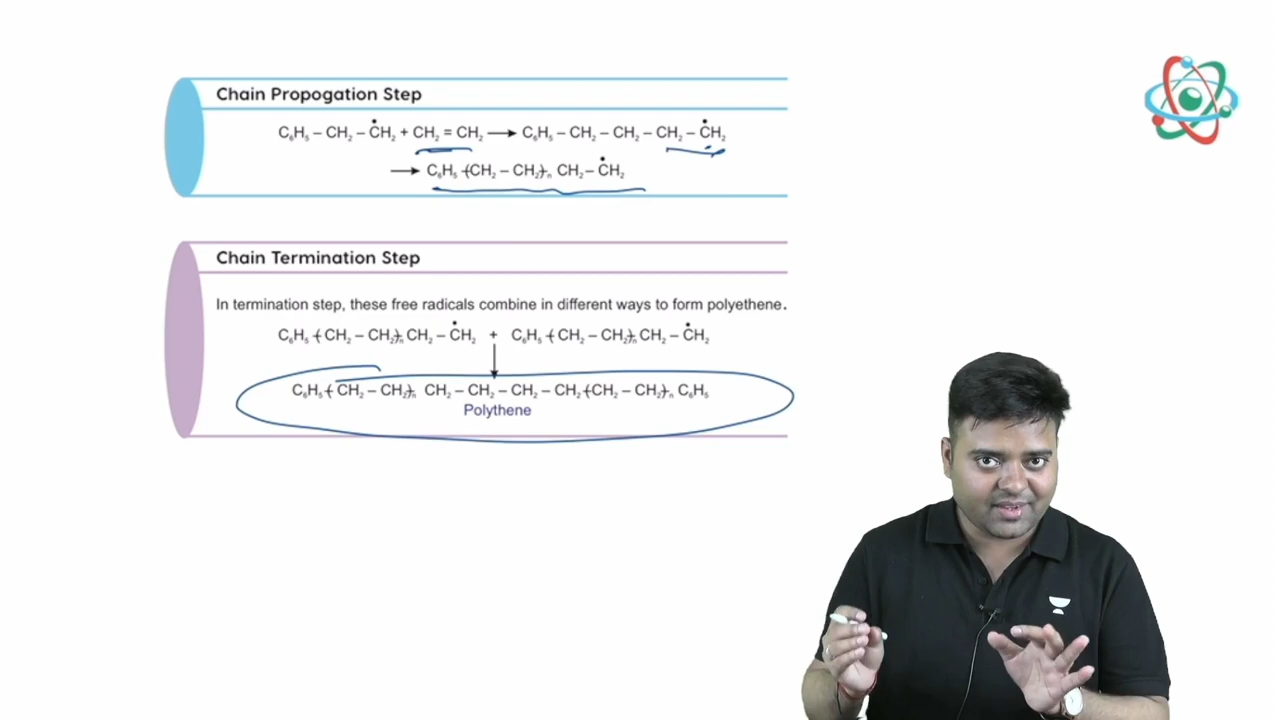 Chain Propogation Step
C₆H₅ – CH₂ – ĊH₂ + CH₂ = CH₂ ⟶ C₆H₅ – CH₂ – CH₂ – CH₂ – ĊH₂
⟶ C₆H₅ –(CH₂ – CH₂)–ₙ CH₂ – ĊH₂
Chain Termination Step
In termination step, these free radicals combine in different ways to form polyethene.
C₆H₅ –(CH₂ – CH₂)–ₙ CH₂ – ĊH₂ + C₆H₅ –(CH₂ – CH₂)–ₙ CH₂ – ĊH₂
C₆H₅ –(CH₂ – CH₂)–ₙ CH₂ – CH₂ – CH₂ – CH₂ –(CH₂ – CH₂)–ₙ C₆H₅
Polythene